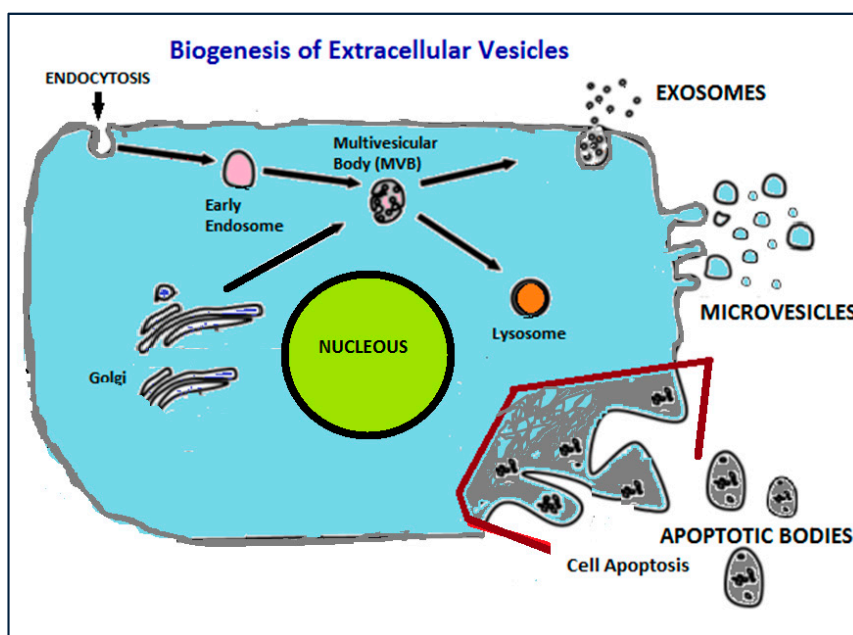 Biogenesis of Extracellular Vesicles
ENDOCYTOSIS
EXOSOMES
Multivesicular
Body (MVB)
Early
Endosome
MICROVESICLES
Lysosome
NUCLEOUS
Golgi
APOPTOTIC BODIES
Cell Apoptosis